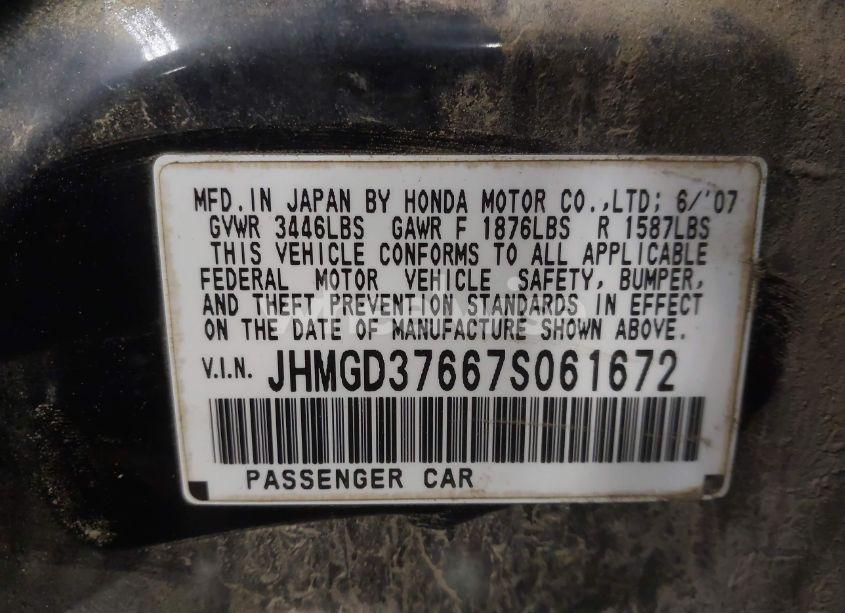 MFD.IN JAPAN BY HONDA MOTOR CO.,LTD; 6/'07
GVWR 3446LBS GAWR F 1876LBS R 1587LBS
THIS VEHICLE CONFORMS TO ALL APPLICABLE
FEDERAL MOTOR VEHICLE SAFETY, BUMPER,
AND THEFT PREVENTION STANDARDS IN EFFECT
ON THE DATE OF MANUFACTURE SHOWN ABOVE.
V.I.N. JHMGD37667S061672
PASSENGER CAR